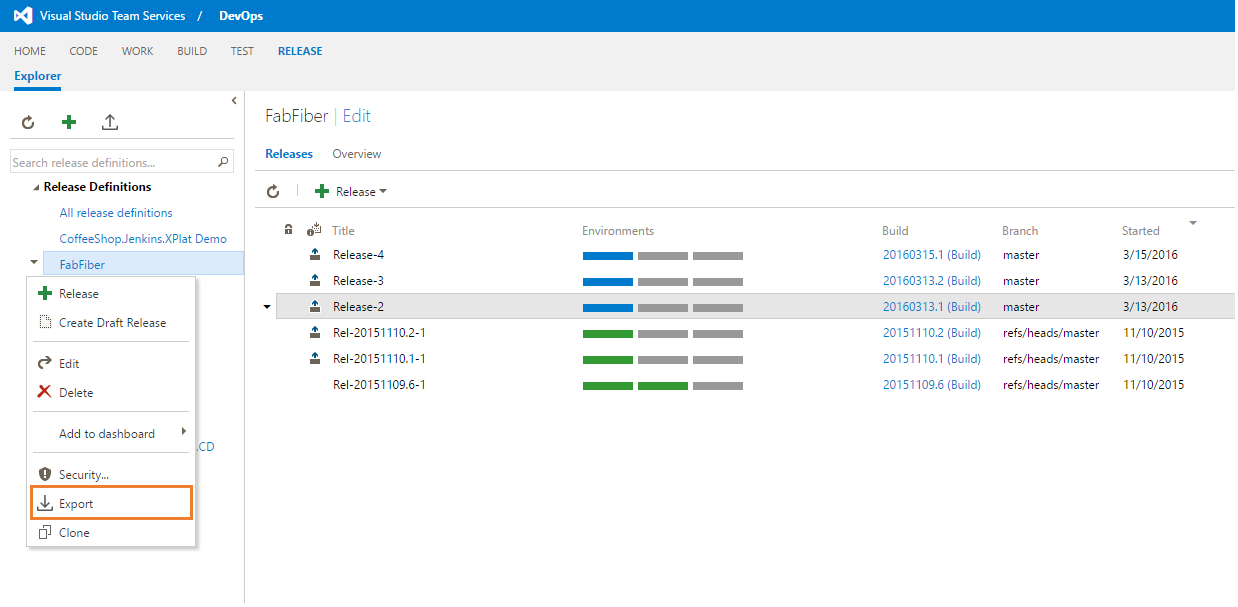 Visual Studio Team Services / DevOps
HOME CODE WORK BUILD TEST RELEASE
Explorer
Search release definitions...
Release Definitions
All release definitions
CoffeeShop.Jenkins.XPlat Demo
FabFiber
Release
Create Draft Release
Edit
Delete
Add to dashboard
.CD
Security...
Export
Clone
FabFiber | Edit
Releases Overview
Release
Title Environments Build Branch Started
Release-4 20160315.1 (Build) master 3/15/2016
Release-3 20160313.2 (Build) master 3/13/2016
Release-2 20160313.1 (Build) master 3/13/2016
Rel-20151110.2-1 20151110.2 (Build) refs/heads/master 11/10/2015
Rel-20151110.1-1 20151110.1 (Build) refs/heads/master 11/10/2015
Rel-20151109.6-1 20151109.6 (Build) refs/heads/master 11/10/2015